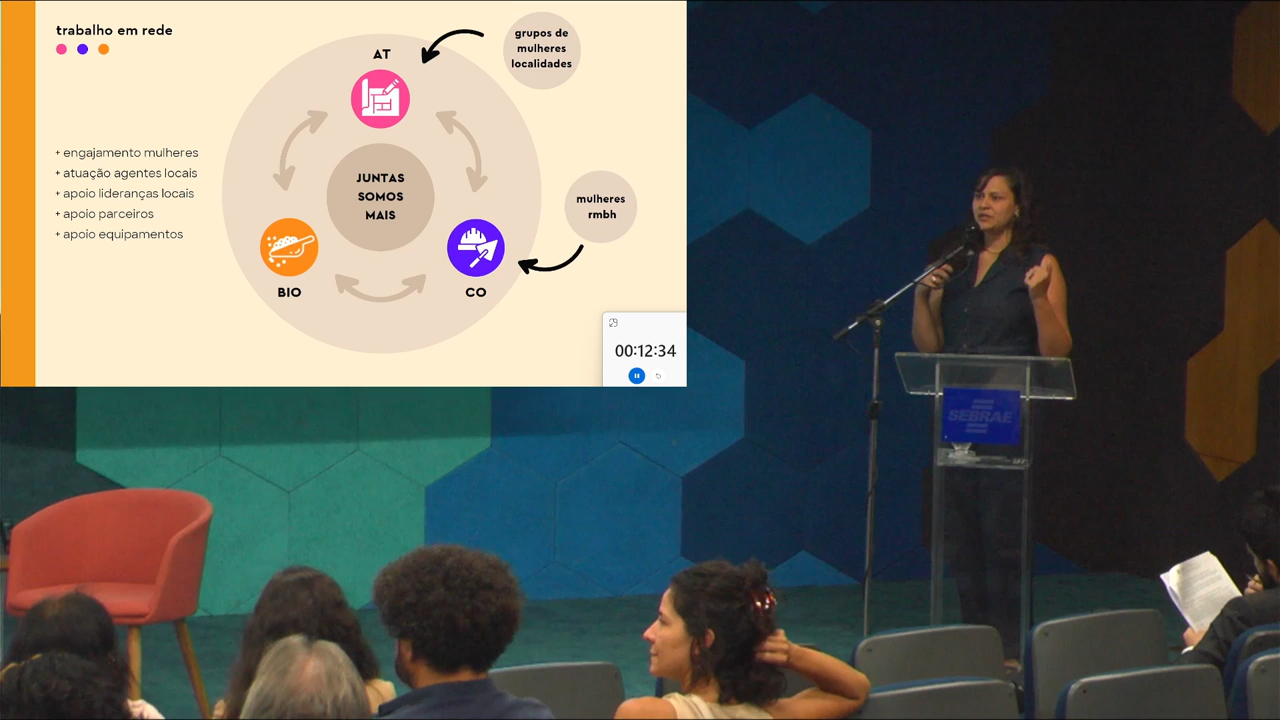 trabalho em rede
+ engajamento mulheres
+ atuação agentes locais
+ apoio lideranças locais
+ apoio parceiros
+ apoio equipamentos
AT
grupos de
mulheres
localidades
JUNTAS
SOMOS
MAIS
mulheres
rmbh
BIO
CO
00:12:34
SEBRAE